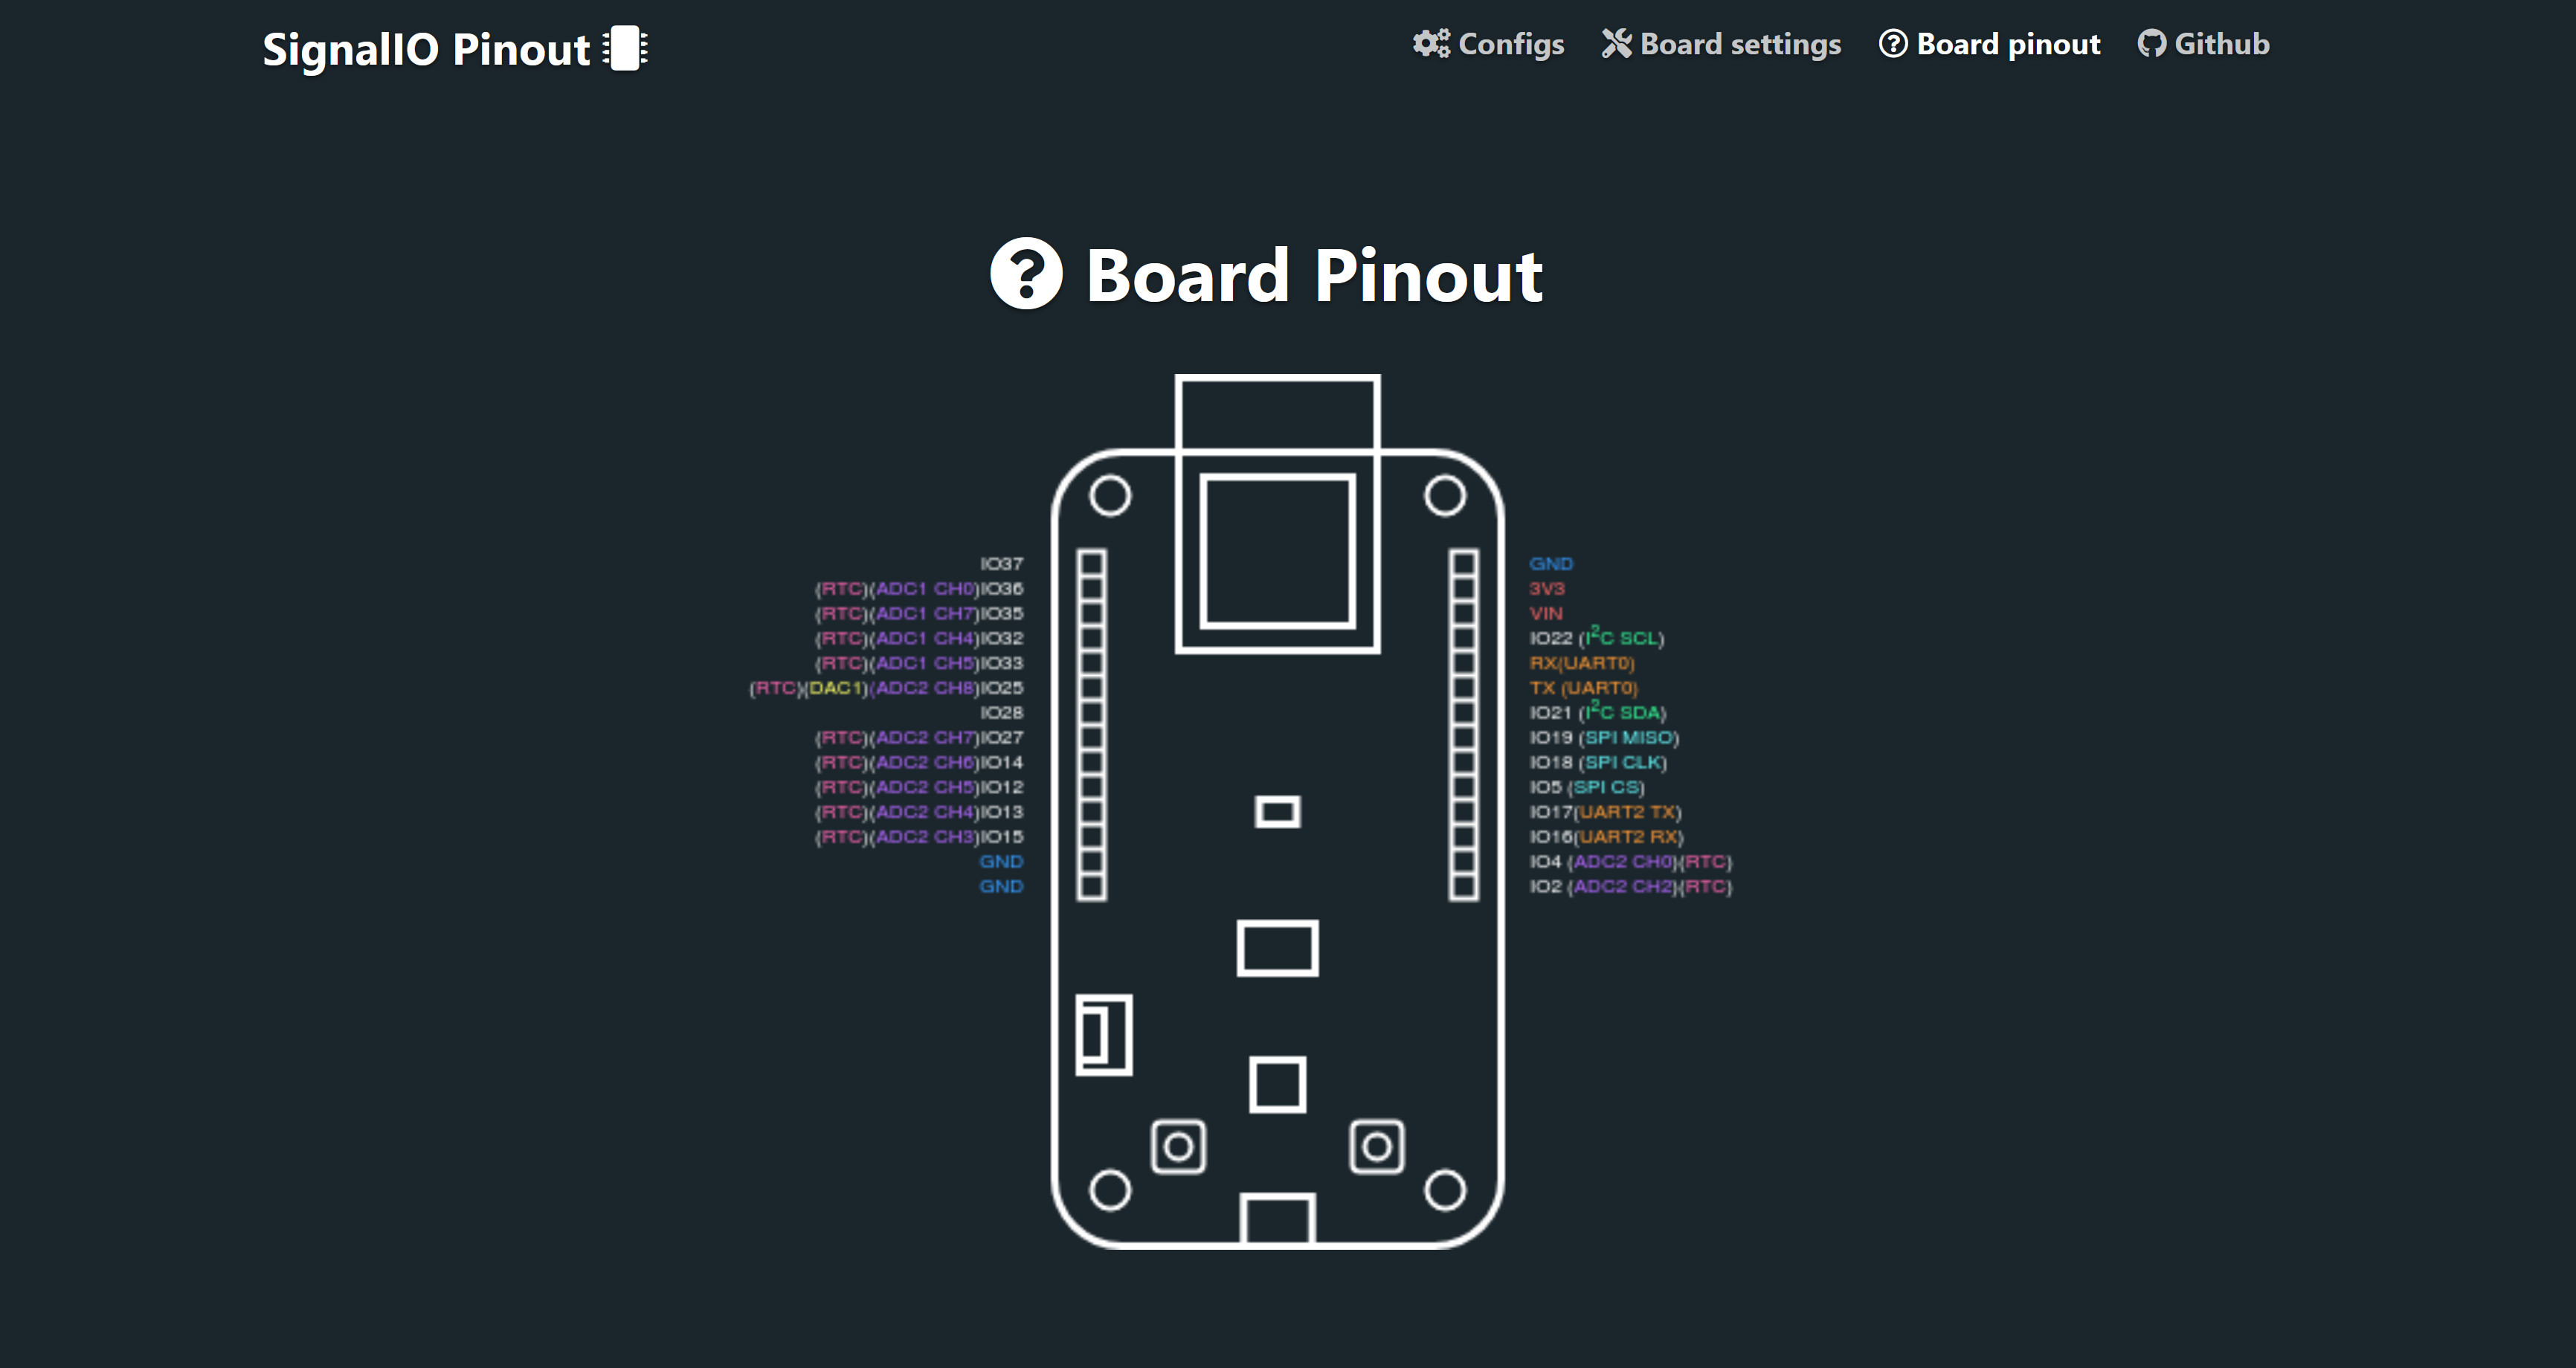 SignalIO Pinout
Configs
Board settings
Board pinout
Github
Board Pinout
IO37
(RTC)(ADC1 CH0)IO36
(RTC)(ADC1 CH7)IO35
(RTC)(ADC1 CH4)IO32
(RTC)(ADC1 CH5)IO33
(RTC)(DAC1)(ADC2 CH8)IO25
IO28
(RTC)(ADC2 CH7)IO27
(RTC)(ADC2 CH6)IO14
(RTC)(ADC2 CH5)IO12
(RTC)(ADC2 CH4)IO13
(RTC)(ADC2 CH3)IO15
GND
GND
GND
3V3
VIN
IO22 (I²C SCL)
RX(UART0)
TX (UART0)
IO21 (I²C SDA)
IO19 (SPI MISO)
IO18 (SPI CLK)
IO5 (SPI CS)
IO17(UART2 TX)
IO16(UART2 RX)
IO4 (ADC2 CH0)(RTC)
IO2 (ADC2 CH2)(RTC)